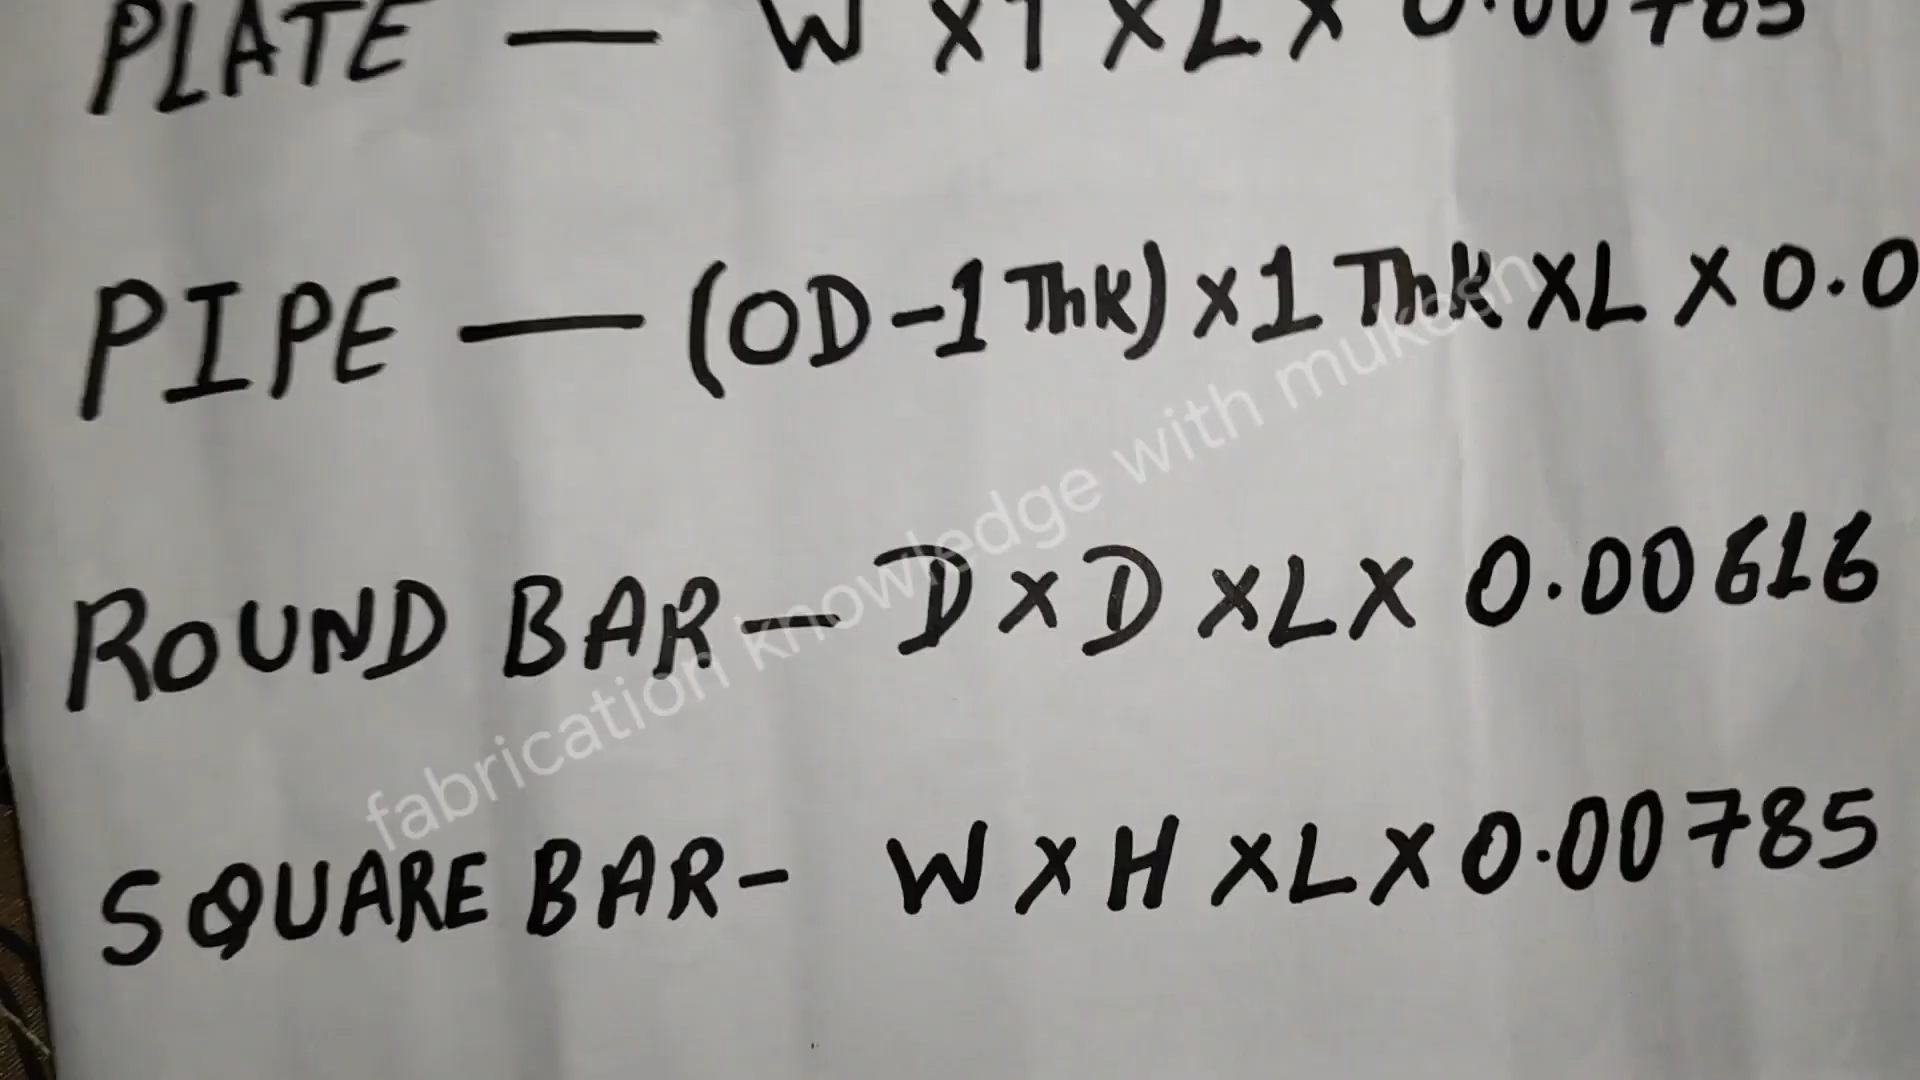 PLATE — W X T X L X 0.00785
PIPE — (OD-1 Thk) X 1 Thk X L X 0.0
ROUND BAR — D X D X L X 0.00616
SQUARE BAR - W X H X L X 0.00785
fabrication knowledge with mukesh